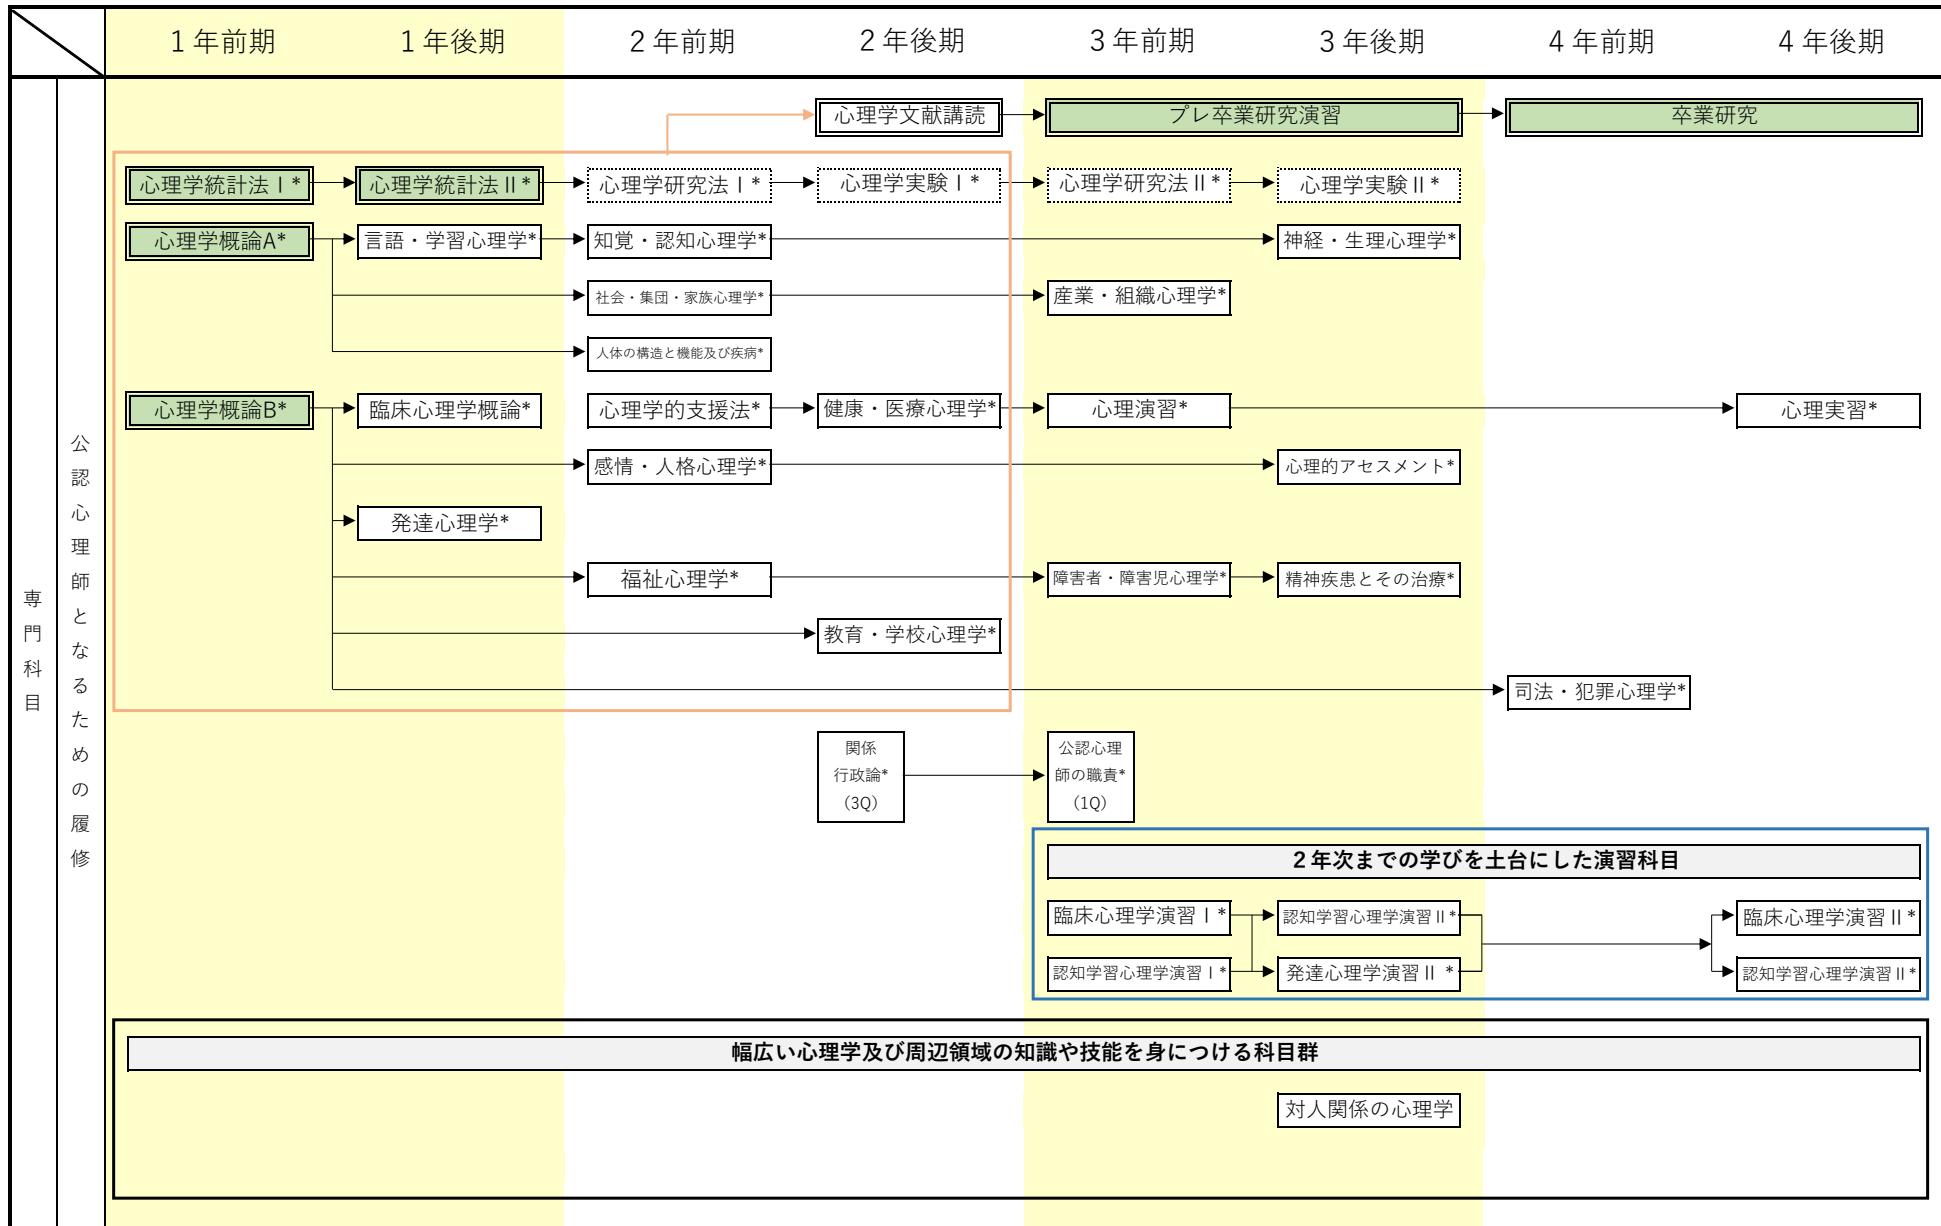 １年前期 １年後期 ２年前期 ２年後期 ３年前期 ３年後期 ４年前期 ４年後期
専門科目
公認心理師となるための履修
心理学文献講読 プレ卒業研究演習 卒業研究
心理学統計法Ⅰ* 心理学統計法Ⅱ* 心理学研究法Ⅰ* 心理学実験Ⅰ* 心理学研究法Ⅱ* 心理学実験Ⅱ*
心理学概論A* 言語・学習心理学* 知覚・認知心理学* 神経・生理心理学*
社会・集団・家族心理学* 産業・組織心理学*
人体の構造と機能及び疾病*
心理学概論B* 臨床心理学概論* 心理学的支援法* 健康・医療心理学* 心理演習* 心理実習*
感情・人格心理学* 心理的アセスメント*
発達心理学*
福祉心理学* 障害者・障害児心理学* 精神疾患とその治療*
教育・学校心理学*
司法・犯罪心理学*
関係
行政論*
（3Q）
公認心理
師の職責*
（1Q）
２年次までの学びを土台にした演習科目
臨床心理学演習Ⅰ* 認知学習心理学演習Ⅱ* 臨床心理学演習Ⅱ*
認知学習心理学演習Ⅰ* 発達心理学演習Ⅱ * 認知学習心理学演習Ⅱ*
幅広い心理学及び周辺領域の知識や技能を身につける科目群
対人関係の心理学